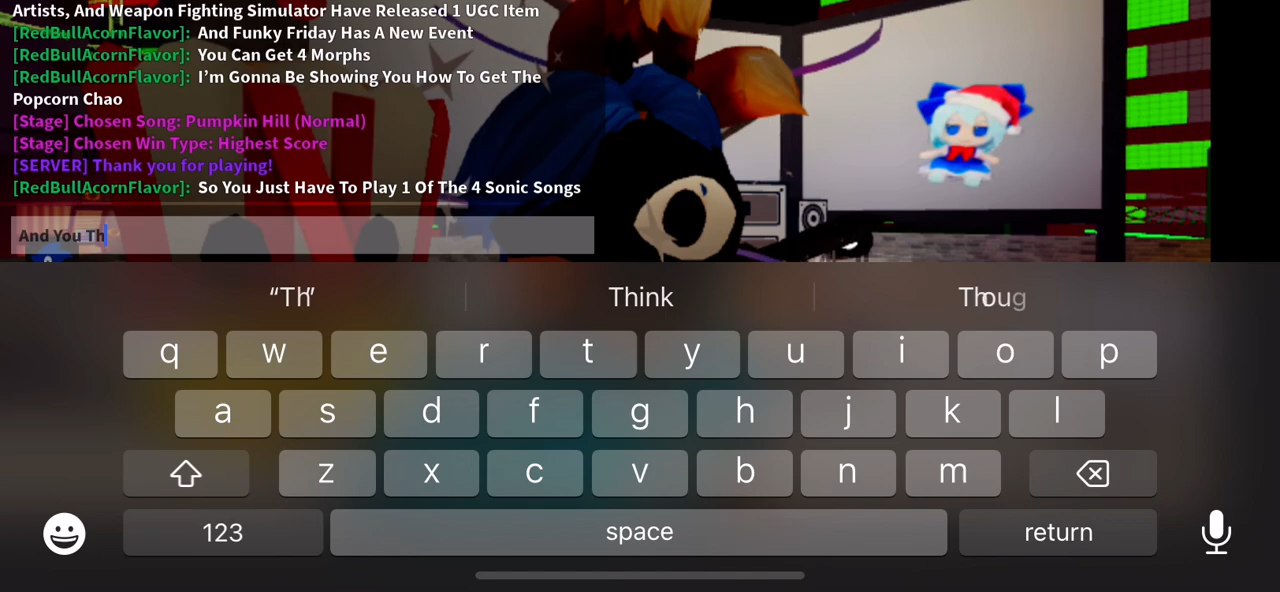 Artists, And Weapon Fighting Simulator Have Released 1 UGC Item
[RedBullAcornFlavor]: And Funky Friday Has A New Event
[RedBullAcornFlavor]: You Can Get 4 Morphs
[RedBullAcornFlavor]: I’m Gonna Be Showing You How To Get The
Popcorn Chao
[Stage] Chosen Song: Pumpkin Hill (Normal)
[Stage] Chosen Win Type: Highest Score
[SERVER] Thank you for playing!
[RedBullAcornFlavor]: So You Just Have To Play 1 Of The 4 Sonic Songs
And You Th
“Th” Think Thoug
q w e r t y u i o p
a s d f g h j k l
z x c v b n m
123 space return